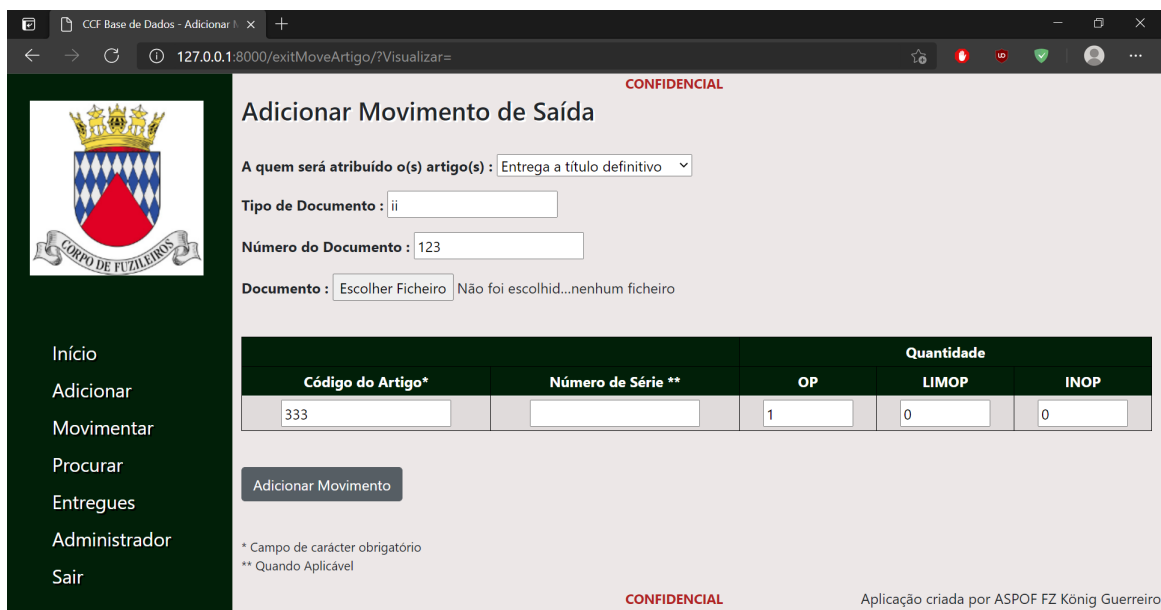 CCF Base de Dados - Adicionar M
127.0.0.1:8000/exitMoveArtigo/?Visualizar=
CONFIDENCIAL
CORPO DE FUZILEIROS
Adicionar Movimento de Saída
A quem será atribuído o(s) artigo(s) : Entrega a título definitivo
Tipo de Documento : ii
Número do Documento : 123
Documento : Escolher Ficheiro Não foi escolhid...nenhum ficheiro
Início
Adicionar
Movimentar
Procurar
Entregues
Administrador
Sair
Quantidade
Código do Artigo* Número de Série ** OP LIMOP INOP
333 1 0 0
Adicionar Movimento
* Campo de carácter obrigatório
** Quando Aplicável
CONFIDENCIAL
Aplicação criada por ASPOF FZ König Guerreiro